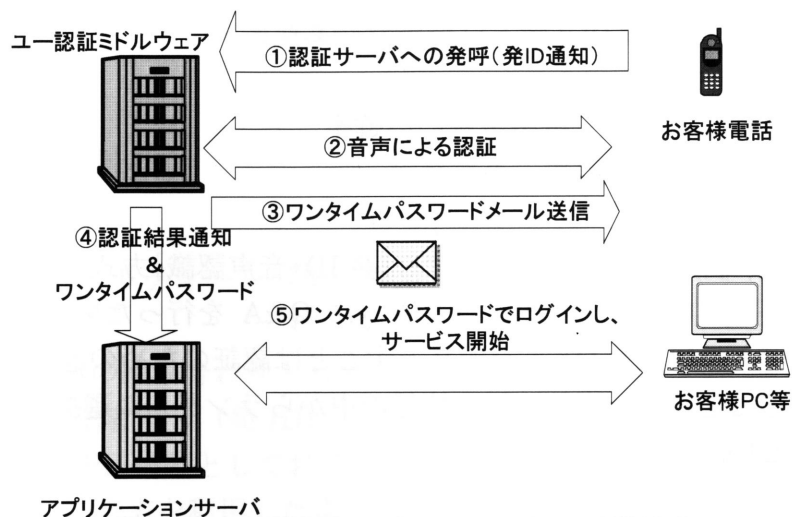 ユー認証ミドルウェア
①認証サーバへの発呼(発ID通知)
お客様電話
②音声による認証
③ワンタイムパスワードメール送信
④認証結果通知
&
ワンタイムパスワード
⑤ワンタイムパスワードでログインし、
サービス開始
お客様PC等
アプリケーションサーバ